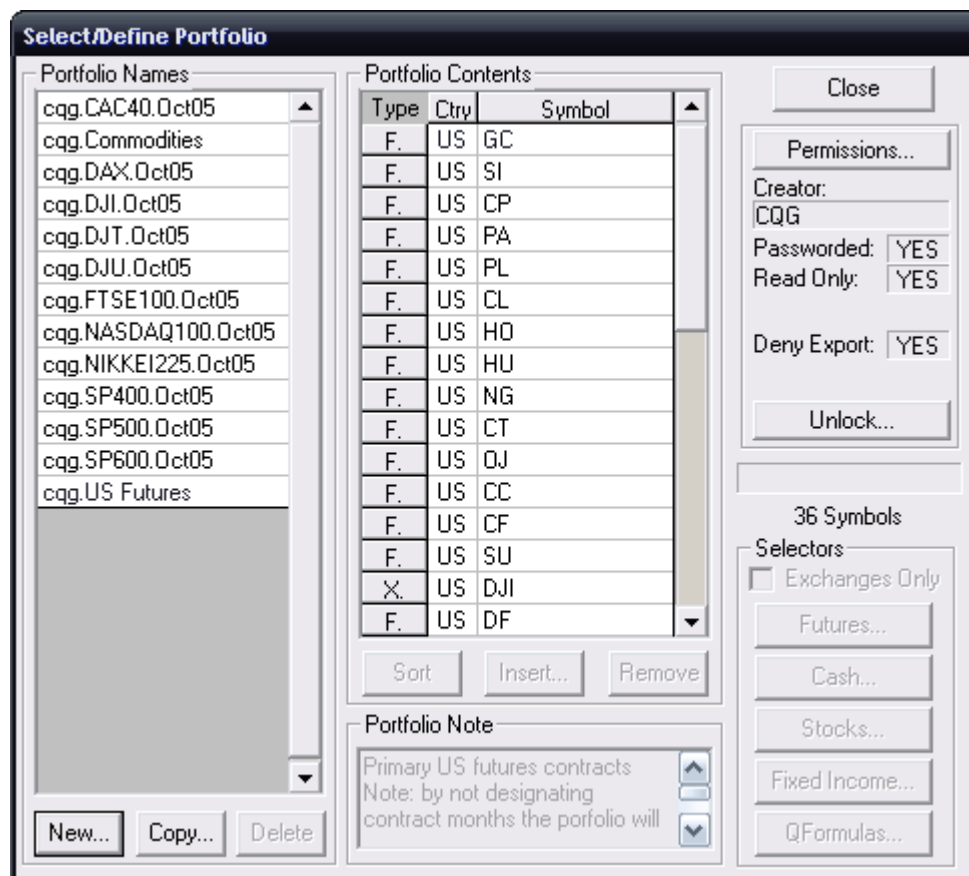 Select/Define Portfolio
Portfolio Names
cqg.CAC40.Oct05
cqg.Commodities
cqg.DAX.Oct05
cqg.DJI.Oct05
cqg.DJT.Oct05
cqg.DJU.Oct05
cqg.FTSE100.Oct05
cqg.NASDAQ100.Oct05
cqg.NIKKEI225.Oct05
cqg.SP400.Oct05
cqg.SP500.Oct05
cqg.SP600.Oct05
cqg.US Futures
New...
Copy...
Delete
Portfolio Contents
Type Ctry Symbol
F. US GC
F. US SI
F. US CP
F. US PA
F. US PL
F. US CL
F. US HO
F. US HU
F. US NG
F. US CT
F. US OJ
F. US CC
F. US CF
F. US SU
X. US DJI
F. US DF
Sort
Insert...
Remove
Portfolio Note
Primary US futures contracts
Note: by not designating
contract months the porfolio will
Close
Permissions...
Creator:
CQG
Passworded: YES
Read Only: YES
Deny Export: YES
Unlock...
36 Symbols
Selectors
Exchanges Only
Futures...
Cash...
Stocks...
Fixed Income...
QFormulas...